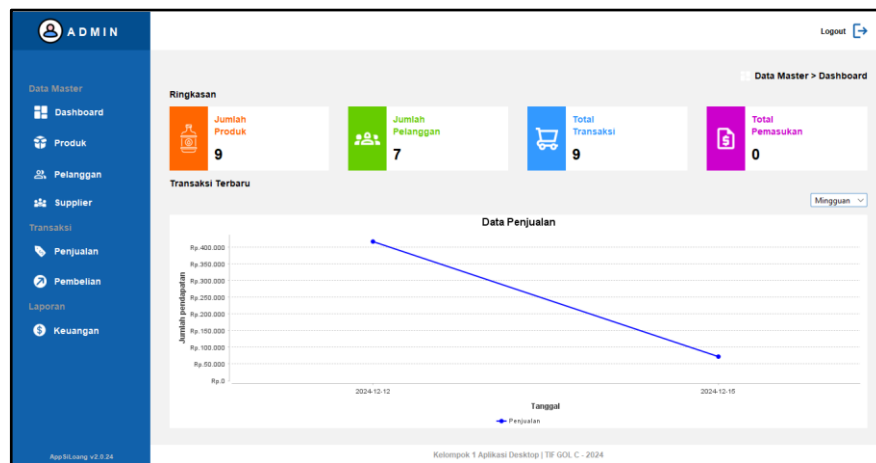 ADMIN
Logout
Data Master > Dashboard
Data Master
Dashboard
Produk
Pelanggan
Supplier
Transaksi
Penjualan
Pembelian
Laporan
Keuangan
AppSiLoang v2.0.24
Ringkasan
Jumlah
Produk
9
Jumlah
Pelanggan
7
Total
Transaksi
9
Total
Pemasukan
0
Transaksi Terbaru
Mingguan
Data Penjualan
Jumlah pendapatan
Rp.400.000
Rp.350.000
Rp.300.000
Rp.250.000
Rp.200.000
Rp.150.000
Rp.100.000
Rp.50.000
Rp.0
2024-12-12
2024-12-15
Tanggal
Penjualan
Kelompok 1 Aplikasi Desktop | TIF GOL C - 2024